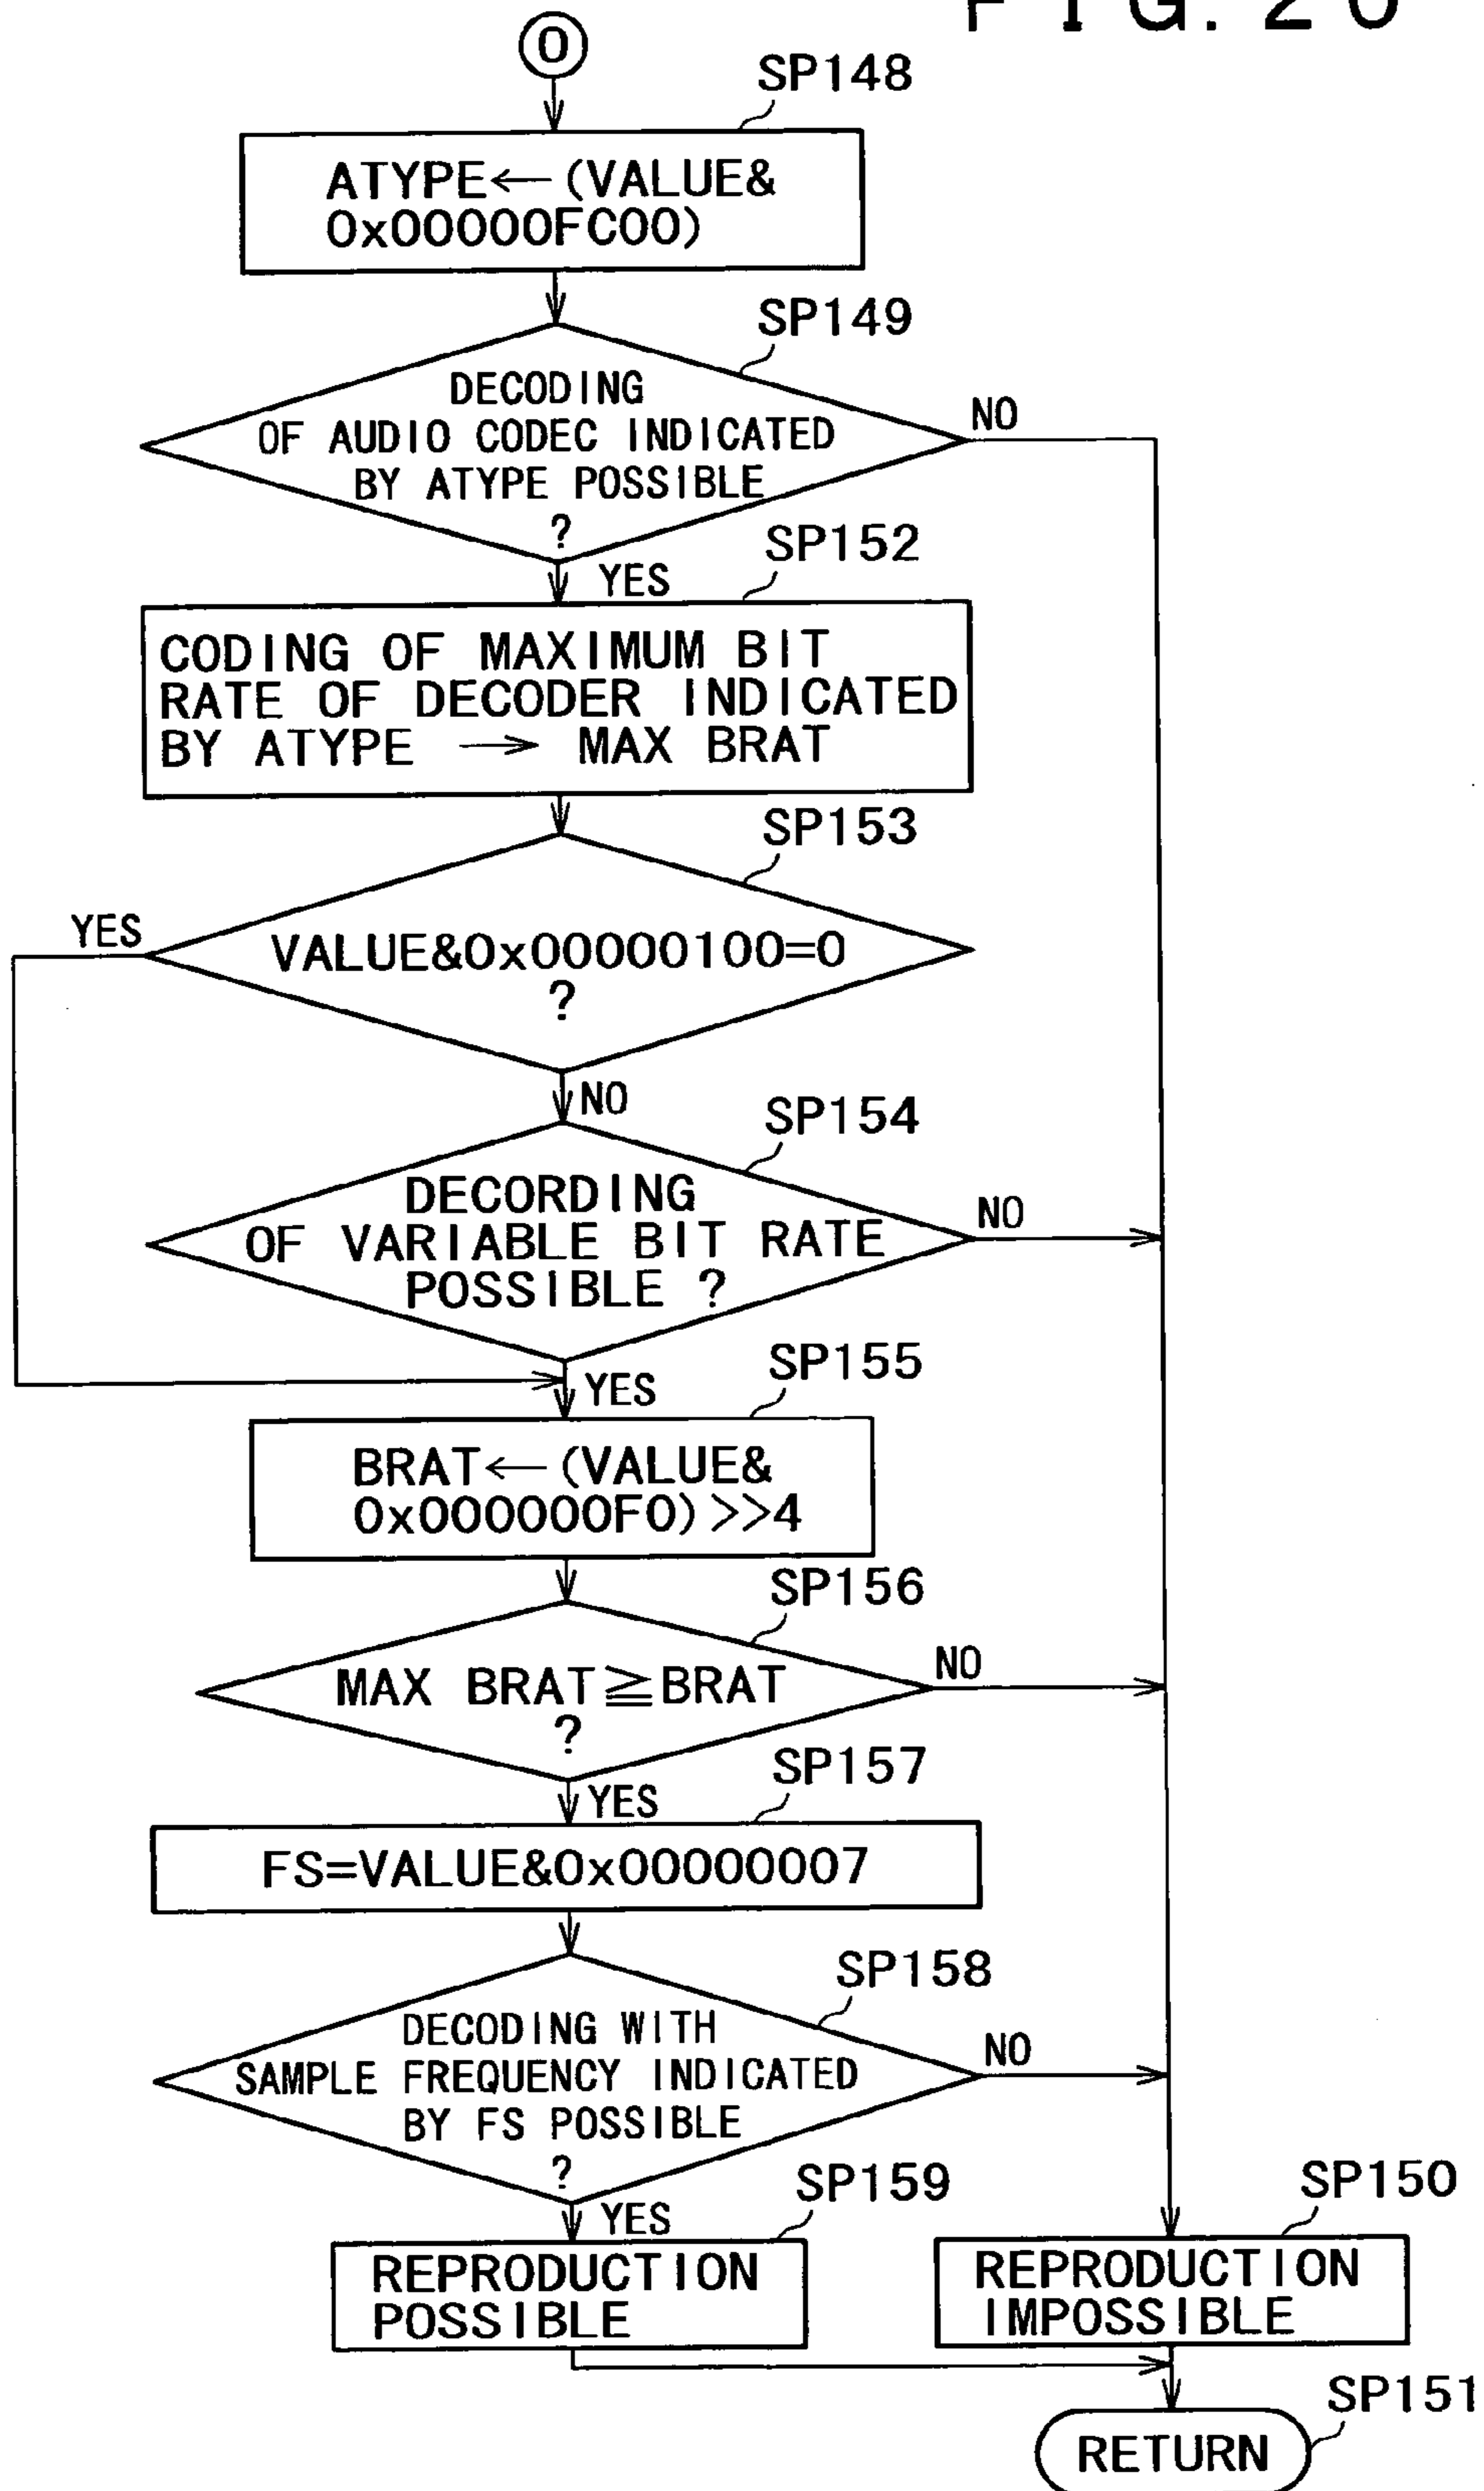 FIG. 20
O
SP148
ATYPE←(VALUE&
0x00000FC00)
SP149
DECODING
OF AUDIO CODEC INDICATED
BY ATYPE POSSIBLE
?
NO
YES
SP152
CODING OF MAXIMUM BIT
RATE OF DECODER INDICATED
BY ATYPE → MAX BRAT
SP153
YES
VALUE&0x00000100=0
?
NO
SP154
DECORDING
OF VARIABLE BIT RATE
POSSIBLE ?
NO
YES
SP155
BRAT←(VALUE&
0x000000F0)>>4
SP156
MAX BRAT≧BRAT
?
NO
YES
SP157
FS=VALUE&0x00000007
SP158
DECODING WITH
SAMPLE FREQUENCY INDICATED
BY FS POSSIBLE
?
NO
YES
SP159
REPRODUCTION
POSSIBLE
SP150
REPRODUCTION
IMPOSSIBLE
SP151
RETURN